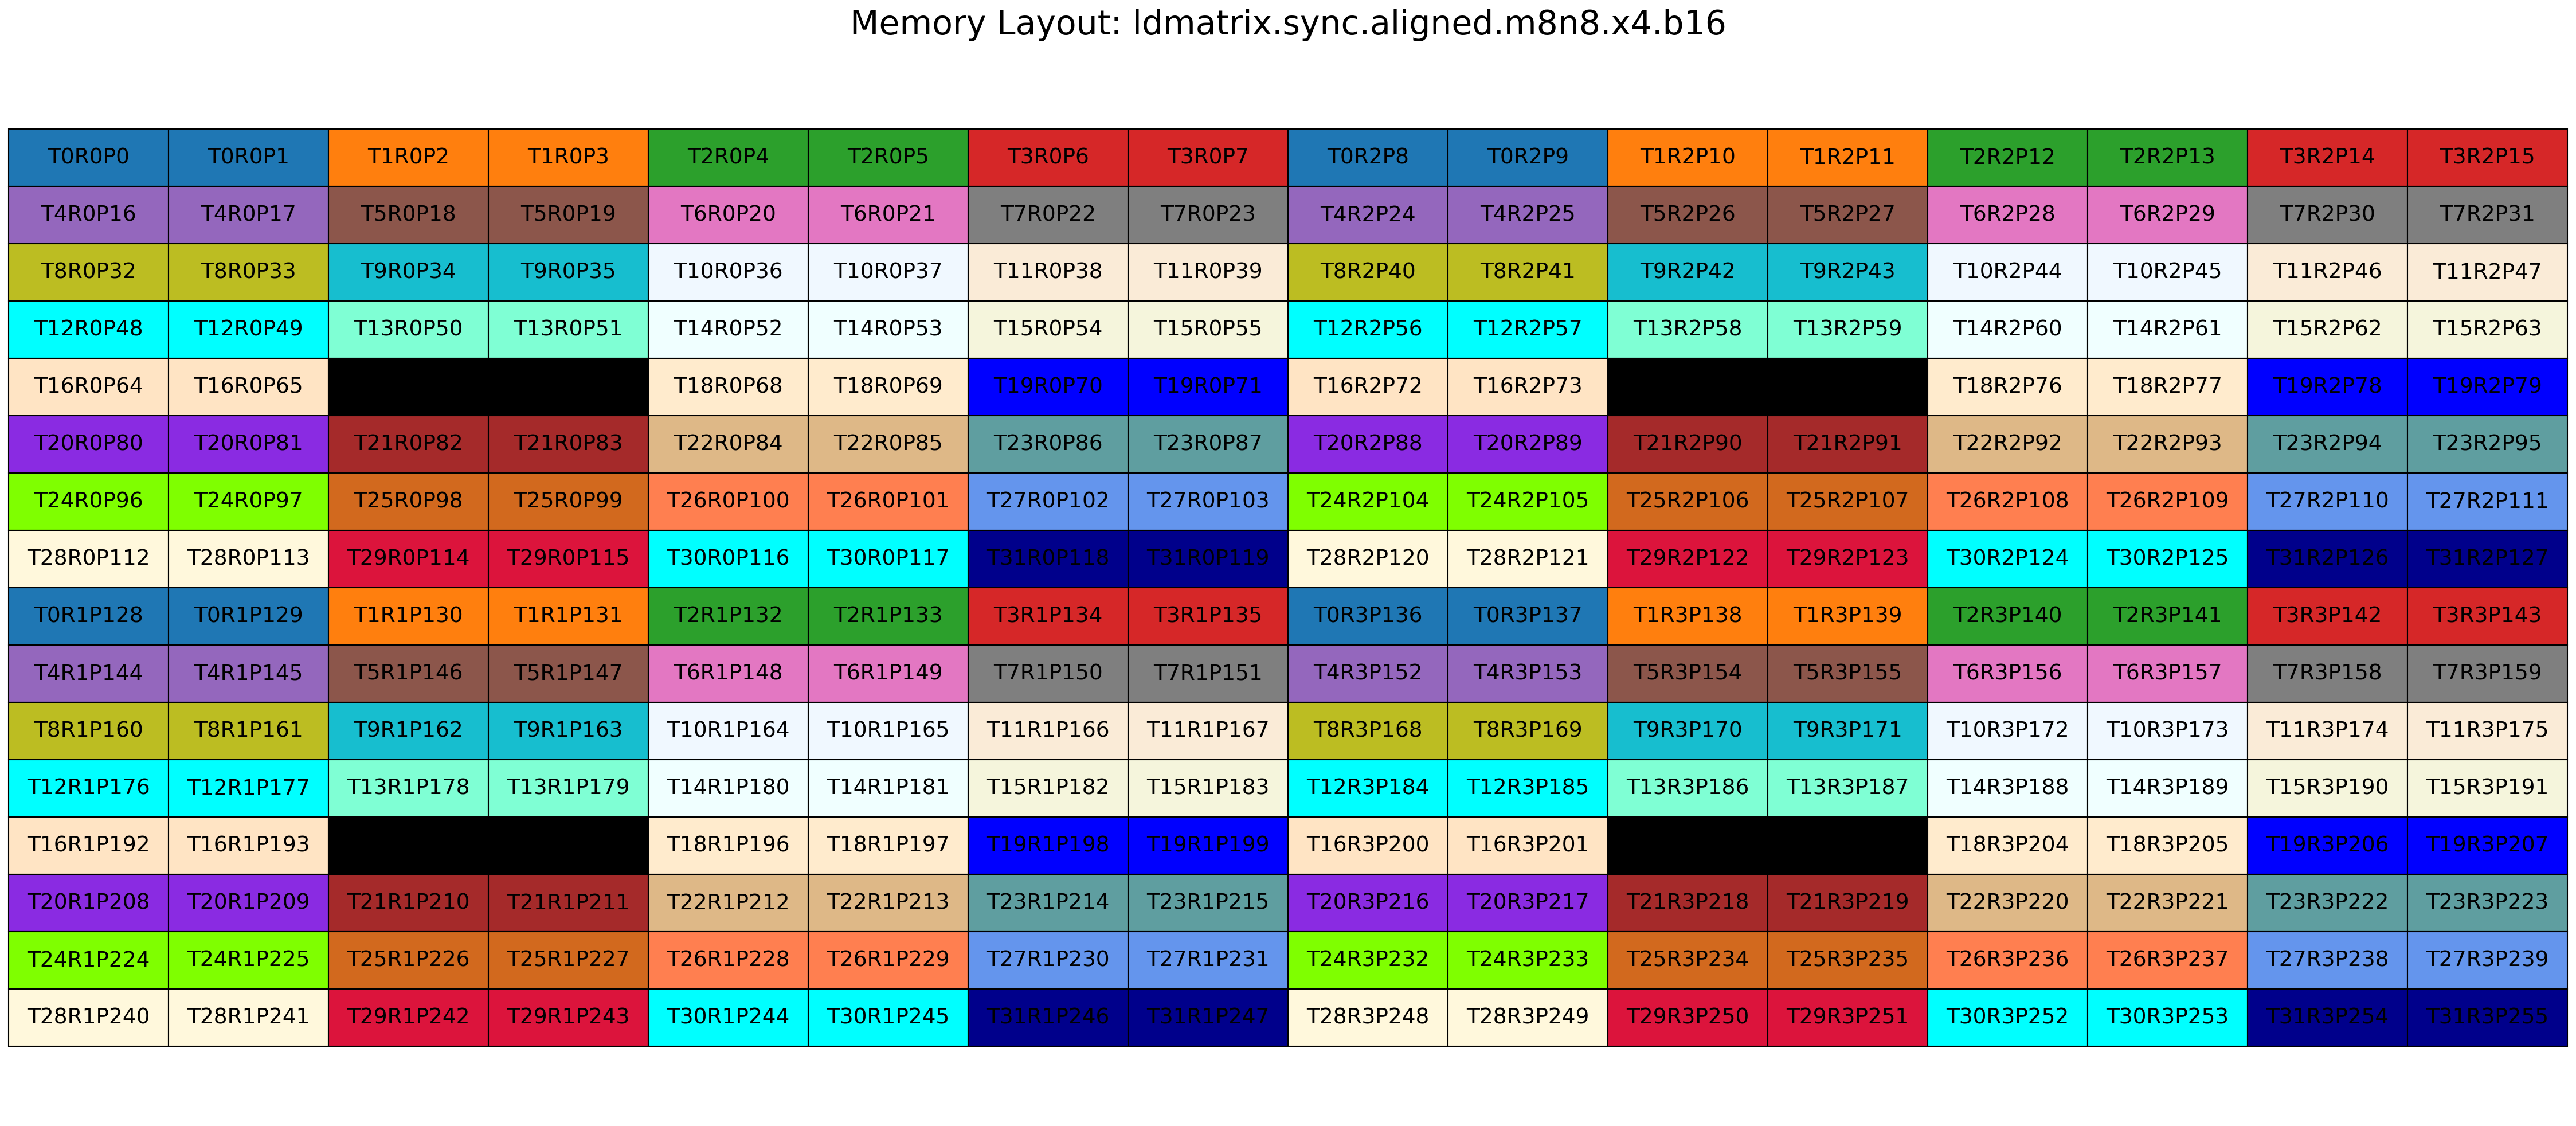 Memory Layout: ldmatrix.sync.aligned.m8n8.x4.b16
T0R0P0 T0R0P1 T1R0P2 T1R0P3 T2R0P4 T2R0P5 T3R0P6 T3R0P7 T0R2P8 T0R2P9 T1R2P10 T1R2P11 T2R2P12 T2R2P13 T3R2P14 T3R2P15
T4R0P16 T4R0P17 T5R0P18 T5R0P19 T6R0P20 T6R0P21 T7R0P22 T7R0P23 T4R2P24 T4R2P25 T5R2P26 T5R2P27 T6R2P28 T6R2P29 T7R2P30 T7R2P31
T8R0P32 T8R0P33 T9R0P34 T9R0P35 T10R0P36 T10R0P37 T11R0P38 T11R0P39 T8R2P40 T8R2P41 T9R2P42 T9R2P43 T10R2P44 T10R2P45 T11R2P46 T11R2P47
T12R0P48 T12R0P49 T13R0P50 T13R0P51 T14R0P52 T14R0P53 T15R0P54 T15R0P55 T12R2P56 T12R2P57 T13R2P58 T13R2P59 T14R2P60 T14R2P61 T15R2P62 T15R2P63
T16R0P64 T16R0P65 T18R0P68 T18R0P69 T19R0P70 T19R0P71 T16R2P72 T16R2P73 T18R2P76 T18R2P77 T19R2P78 T19R2P79
T20R0P80 T20R0P81 T21R0P82 T21R0P83 T22R0P84 T22R0P85 T23R0P86 T23R0P87 T20R2P88 T20R2P89 T21R2P90 T21R2P91 T22R2P92 T22R2P93 T23R2P94 T23R2P95
T24R0P96 T24R0P97 T25R0P98 T25R0P99 T26R0P100 T26R0P101 T27R0P102 T27R0P103 T24R2P104 T24R2P105 T25R2P106 T25R2P107 T26R2P108 T26R2P109 T27R2P110 T27R2P111
T28R0P112 T28R0P113 T29R0P114 T29R0P115 T30R0P116 T30R0P117 T31R0P118 T31R0P119 T28R2P120 T28R2P121 T29R2P122 T29R2P123 T30R2P124 T30R2P125 T31R2P126 T31R2P127
T0R1P128 T0R1P129 T1R1P130 T1R1P131 T2R1P132 T2R1P133 T3R1P134 T3R1P135 T0R3P136 T0R3P137 T1R3P138 T1R3P139 T2R3P140 T2R3P141 T3R3P142 T3R3P143
T4R1P144 T4R1P145 T5R1P146 T5R1P147 T6R1P148 T6R1P149 T7R1P150 T7R1P151 T4R3P152 T4R3P153 T5R3P154 T5R3P155 T6R3P156 T6R3P157 T7R3P158 T7R3P159
T8R1P160 T8R1P161 T9R1P162 T9R1P163 T10R1P164 T10R1P165 T11R1P166 T11R1P167 T8R3P168 T8R3P169 T9R3P170 T9R3P171 T10R3P172 T10R3P173 T11R3P174 T11R3P175
T12R1P176 T12R1P177 T13R1P178 T13R1P179 T14R1P180 T14R1P181 T15R1P182 T15R1P183 T12R3P184 T12R3P185 T13R3P186 T13R3P187 T14R3P188 T14R3P189 T15R3P190 T15R3P191
T16R1P192 T16R1P193 T18R1P196 T18R1P197 T19R1P198 T19R1P199 T16R3P200 T16R3P201 T18R3P204 T18R3P205 T19R3P206 T19R3P207
T20R1P208 T20R1P209 T21R1P210 T21R1P211 T22R1P212 T22R1P213 T23R1P214 T23R1P215 T20R3P216 T20R3P217 T21R3P218 T21R3P219 T22R3P220 T22R3P221 T23R3P222 T23R3P223
T24R1P224 T24R1P225 T25R1P226 T25R1P227 T26R1P228 T26R1P229 T27R1P230 T27R1P231 T24R3P232 T24R3P233 T25R3P234 T25R3P235 T26R3P236 T26R3P237 T27R3P238 T27R3P239
T28R1P240 T28R1P241 T29R1P242 T29R1P243 T30R1P244 T30R1P245 T31R1P246 T31R1P247 T28R3P248 T28R3P249 T29R3P250 T29R3P251 T30R3P252 T30R3P253 T31R3P254 T31R3P255